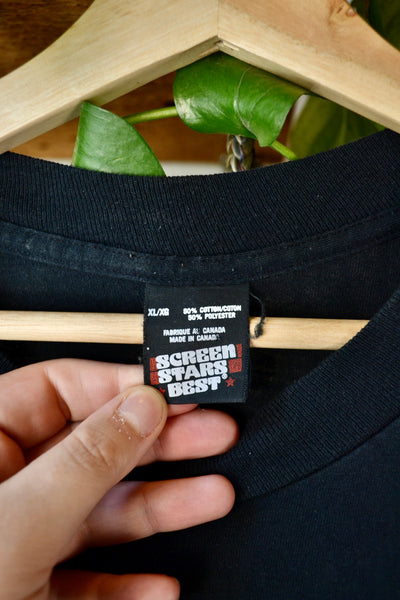 XL/XG
50% COTTON/COTON
50% POLYESTER
FABRIQUÉ AU CANADA
MADE IN CANADA
SCREEN
STARS
BEST